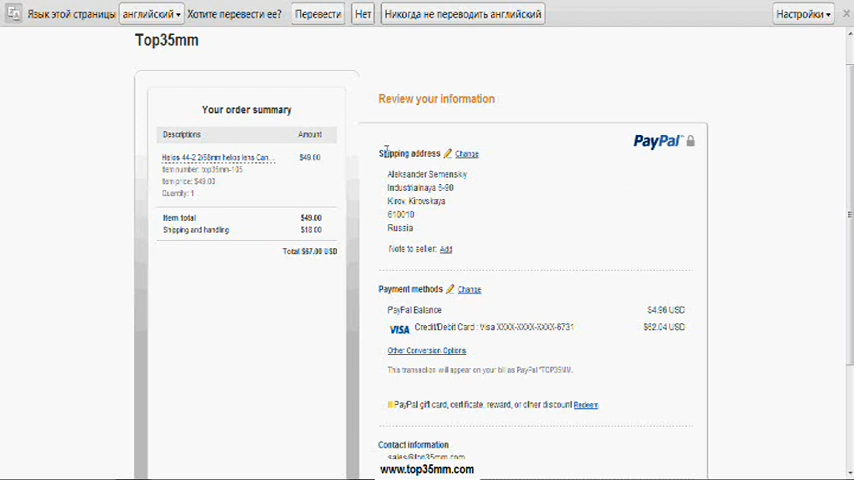 Язык этой страницы английский Хотите перевести ее? Перевести Нет Никогда не переводить английский Настройки
Top35mm
Your order summary
Descriptions Amount
Helios 44-2 2/58mm helios lens Can... $49.00
Item number: top35mm-105
Item price: $49.00
Quantity: 1
Item total $49.00
Shipping and handling $18.00
Total $67.00 USD
Review your information
PayPal
Shipping address Change
Aleksander Semenskiy
Industrialnaya 6-90
Kirov, Kirovskaya
610010
Russia
Note to seller: Add
Payment methods Change
PayPal Balance $4.96 USD
VISA Credit/Debit Card : Visa XXXX-XXXX-XXXX-6731 $62.04 USD
Other Conversion Options
This transaction will appear on your bill as PayPal *TOP35MM.
PayPal gift card, certificate, reward, or other discount Redeem
Contact information
sales@top35mm.com
www.top35mm.com